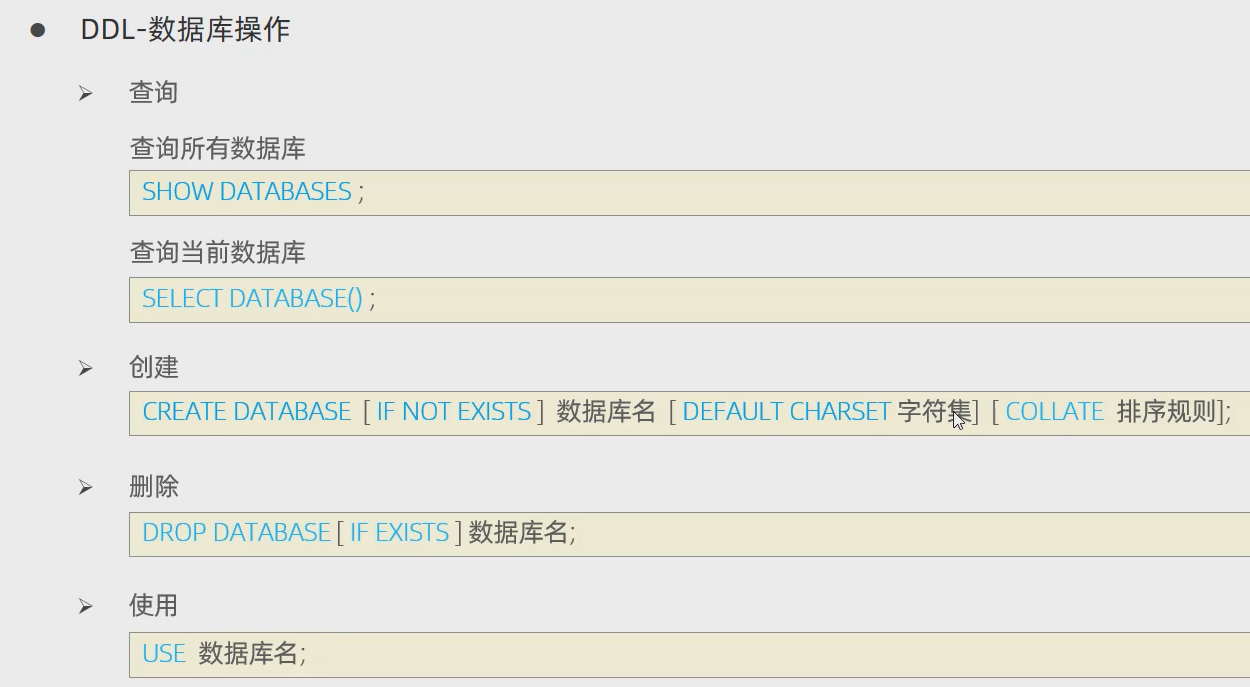 DDL-数据库操作
查询
查询所有数据库
SHOW DATABASES ;
查询当前数据库
SELECT DATABASE() ;
创建
CREATE DATABASE [ IF NOT EXISTS ] 数据库名 [ DEFAULT CHARSET 字符集] [ COLLATE 排序规则];
删除
DROP DATABASE [ IF EXISTS ] 数据库名;
使用
USE 数据库名;